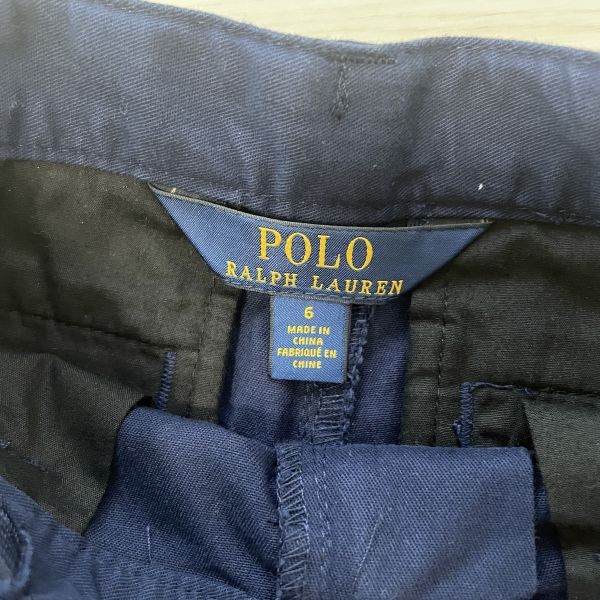 POLO
RALPH LAUREN
6
MADE IN
CHINA
FABRIQUÉ EN
CHINE